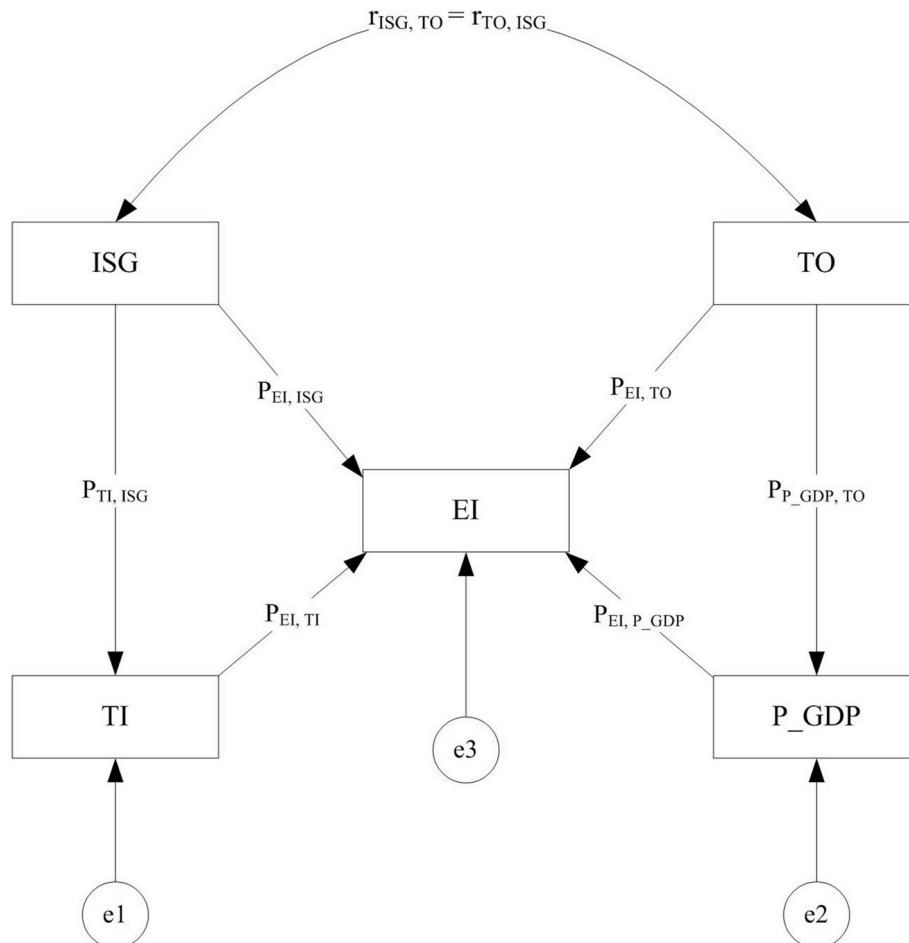 r_ISG, TO = r_TO, ISG
ISG
TO
P_EI, ISG
P_EI, TO
P_TI, ISG
P_P_GDP, TO
EI
P_EI, TI
P_EI, P_GDP
TI
P_GDP
e3
e1
e2